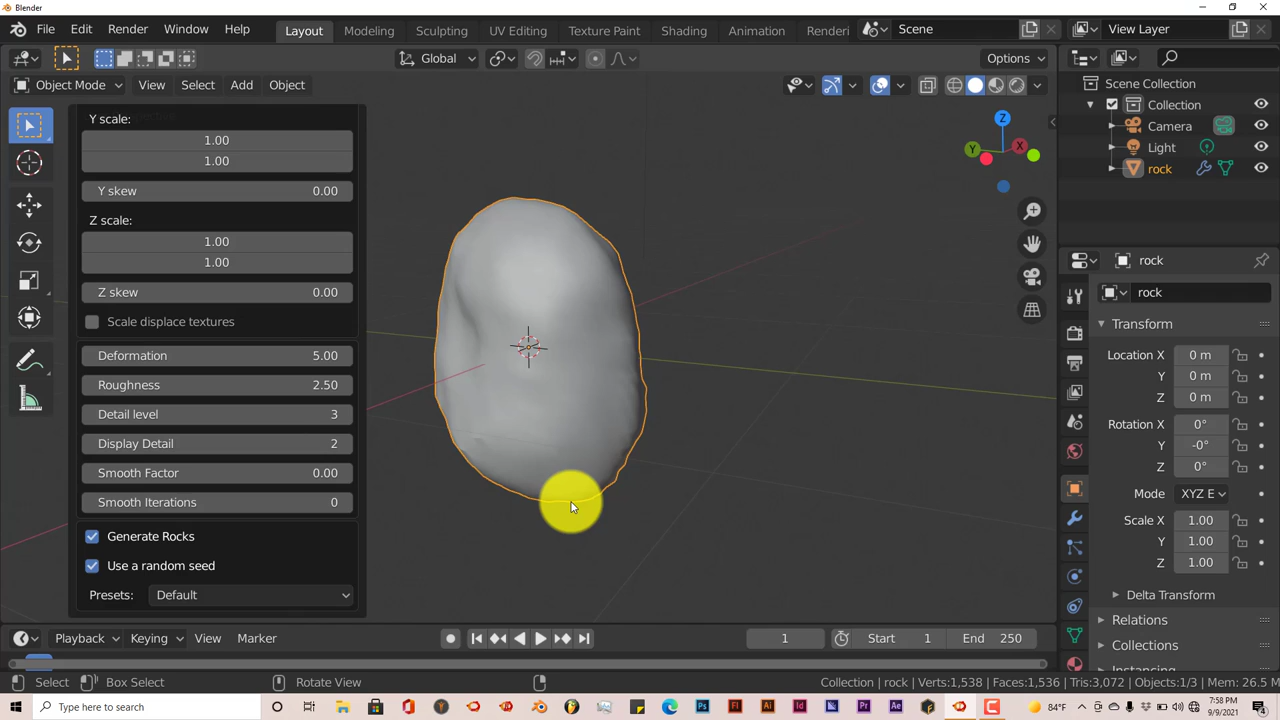 Blender
File Edit Render Window Help Layout Modeling Sculpting UV Editing Texture Paint Shading Animation Renderi Scene View Layer
Global Options
Object Mode View Select Add Object
Y scale:
1.00
1.00
Y skew 0.00
Z scale:
1.00
1.00
Z skew 0.00
Scale displace textures
Deformation 5.00
Roughness 2.50
Detail level 3
Display Detail 2
Smooth Factor 0.00
Smooth Iterations 0
Generate Rocks
Use a random seed
Presets: Default
Z
Y
X
Scene Collection
Collection
Camera
Light
rock
rock
rock
Transform
Location X 0 m
Y 0 m
Z 0 m
Rotation X 0°
Y -0°
Z 0°
Mode XYZ E
Scale X 1.00
Y 1.00
Z 1.00
Delta Transform
Relations
Collections
Playback Keying View Marker 1 Start 1 End 250
Select Box Select Rotate View Collection | rock | Verts:1,538 | Faces:1,536 | Tris:3,072 | Objects:1/3 | Mem: 26.5 M
Type here to search
84°F
7:58 PM
9/9/2021